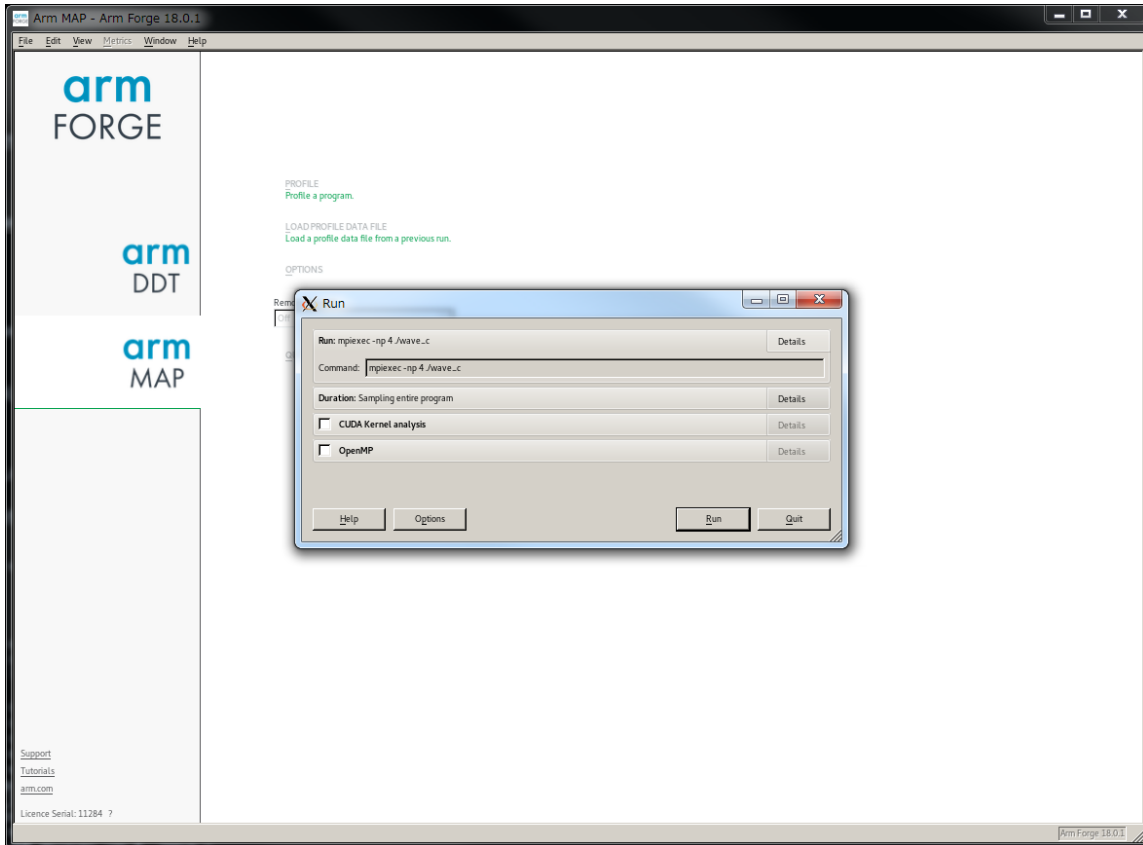 Arm MAP - Arm Forge 18.0.1
File Edit View Metrics Window Help
arm
FORGE
PROFILE
Profile a program.
LOAD PROFILE DATA FILE
Load a profile data file from a previous run.
arm
DDT
OPTIONS
Run
Run: mpiexec -np 4 ./wave_c
Details
Command: mpiexec -np 4 ./wave_c
arm
MAP
Duration: Sampling entire program
Details
CUDA Kernel analysis
Details
OpenMP
Details
Help
Options
Run
Quit
Support
Tutorials
arm.com
Licence Serial: 11284 ?
Arm Forge 18.0.1